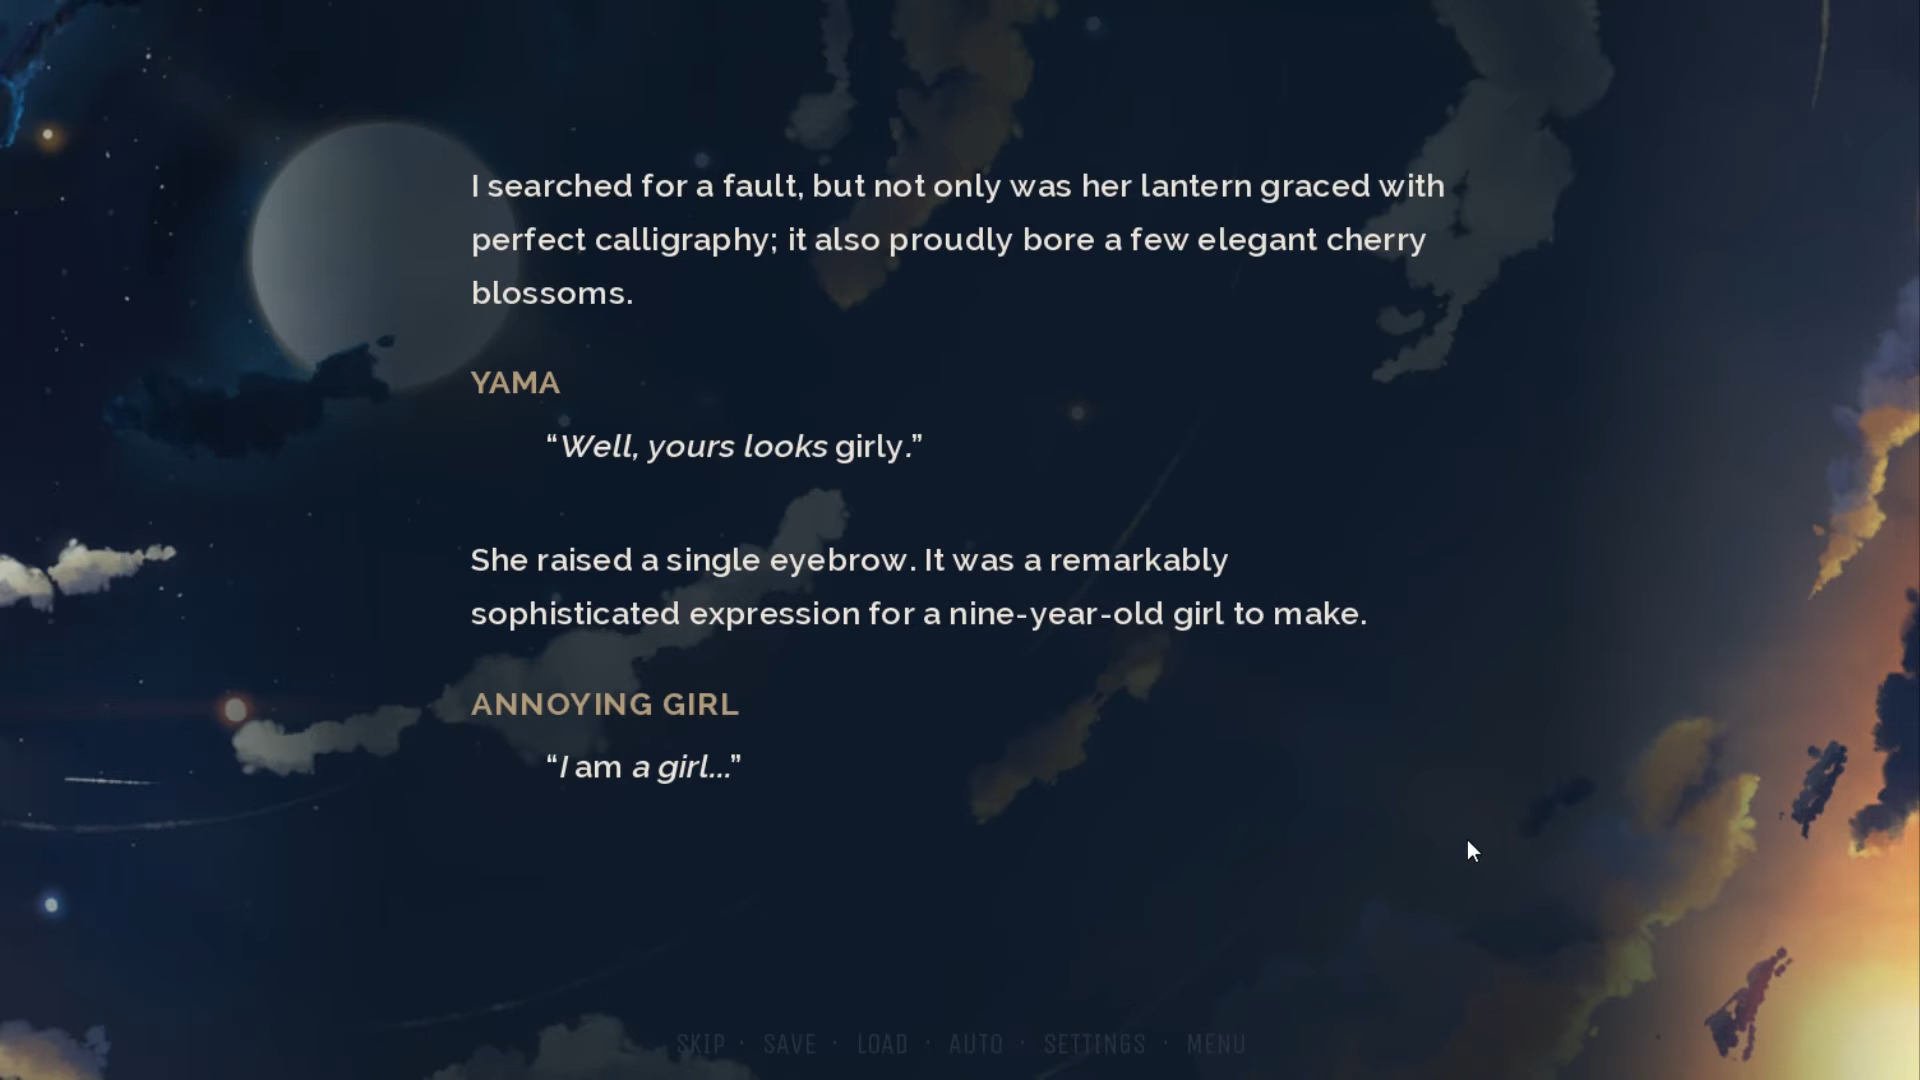 I searched for a fault, but not only was her lantern graced with
perfect calligraphy; it also proudly bore a few elegant cherry
blossoms.
YAMA
“Well, yours looks girly.”
She raised a single eyebrow. It was a remarkably
sophisticated expression for a nine-year-old girl to make.
ANNOYING GIRL
“I am a girl...”
SKIP · SAVE · LOAD · AUTO · SETTINGS · MENU